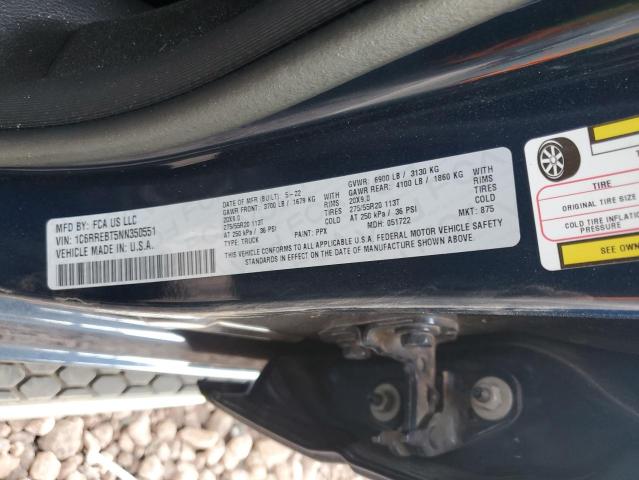 MFD BY: FCA US LLC
VIN: 1C6RREBT5NN350551
VEHICLE MADE IN: U.S.A.
DATE OF MFR (BUILT) 5-22
GAWR FRONT: 3700 LB / 1679 KG WITH
20X9.0 RIMS
275/55R20 113T TIRES
AT 250 kPa / 36 PSI COLD
TYPE: TRUCK PAINT: PPX
GVWR: 6900 LB / 3130 KG
GAWR REAR: 4100 LB / 1860 KG WITH
20X9.0 RIMS
275/55R20 113T TIRES
AT 250 kPa / 36 PSI COLD
MDH: 051722 MKT: 875
THIS VEHICLE CONFORMS TO ALL APPLICABLE U.S.A. FEDERAL MOTOR VEHICLE SAFETY
STANDARDS IN EFFECT ON THE DATE OF MANUFACTURE SHOWN ABOVE.
TIRE
ORIGINAL TIRE SIZE
COLD TIRE INFLATI
PRESSURE
SEE OWN